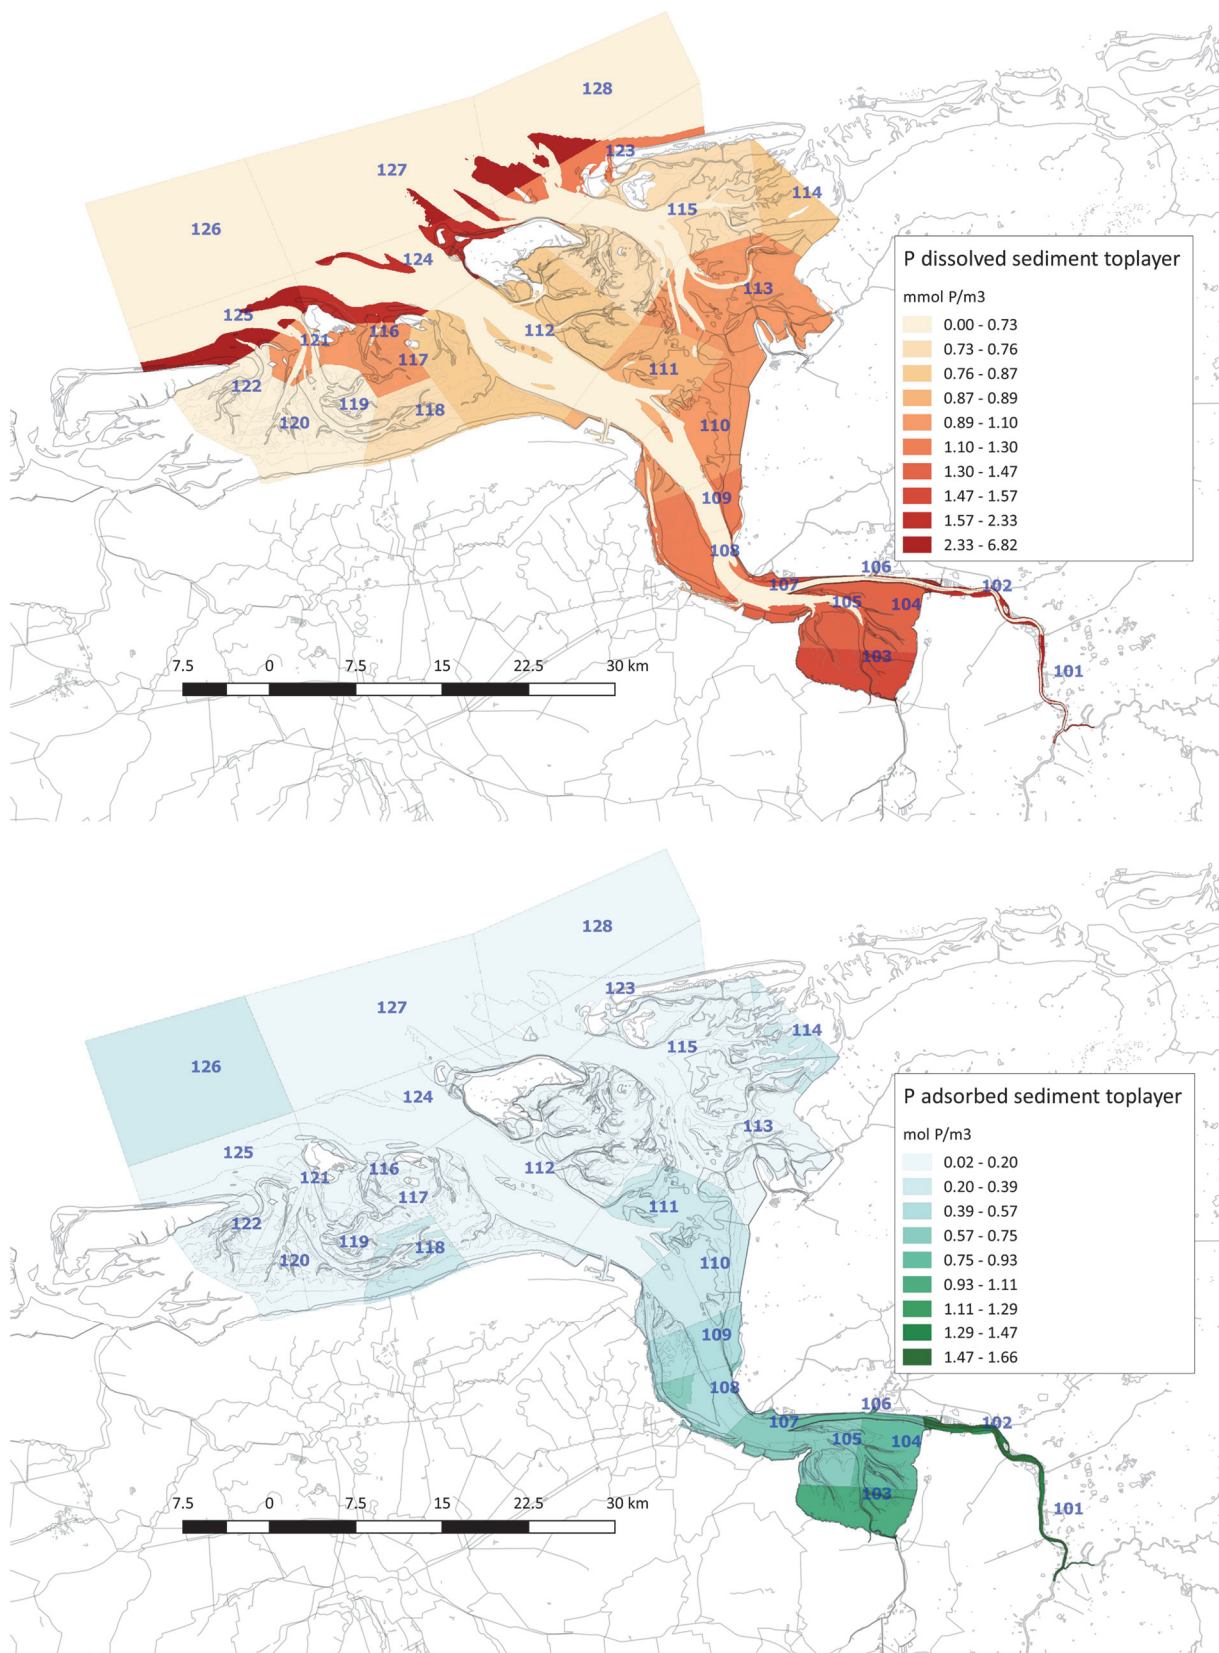 128
123
127
114
115
126
124
113
125
112
116
121
117
111
122
119
118
120
110
109
108
106
107
102
105
104
103
101
P dissolved sediment toplayer
mmol P/m3
0.00 - 0.73
0.73 - 0.76
0.76 - 0.87
0.87 - 0.89
0.89 - 1.10
1.10 - 1.30
1.30 - 1.47
1.47 - 1.57
1.57 - 2.33
2.33 - 6.82
7.5 0 7.5 15 22.5 30 km
128
123
127
114
115
126
124
113
125
112
116
121
117
111
122
119
118
120
110
109
108
106
107
102
105
104
103
101
P adsorbed sediment toplayer
mol P/m3
0.02 - 0.20
0.20 - 0.39
0.39 - 0.57
0.57 - 0.75
0.75 - 0.93
0.93 - 1.11
1.11 - 1.29
1.29 - 1.47
1.47 - 1.66
7.5 0 7.5 15 22.5 30 km